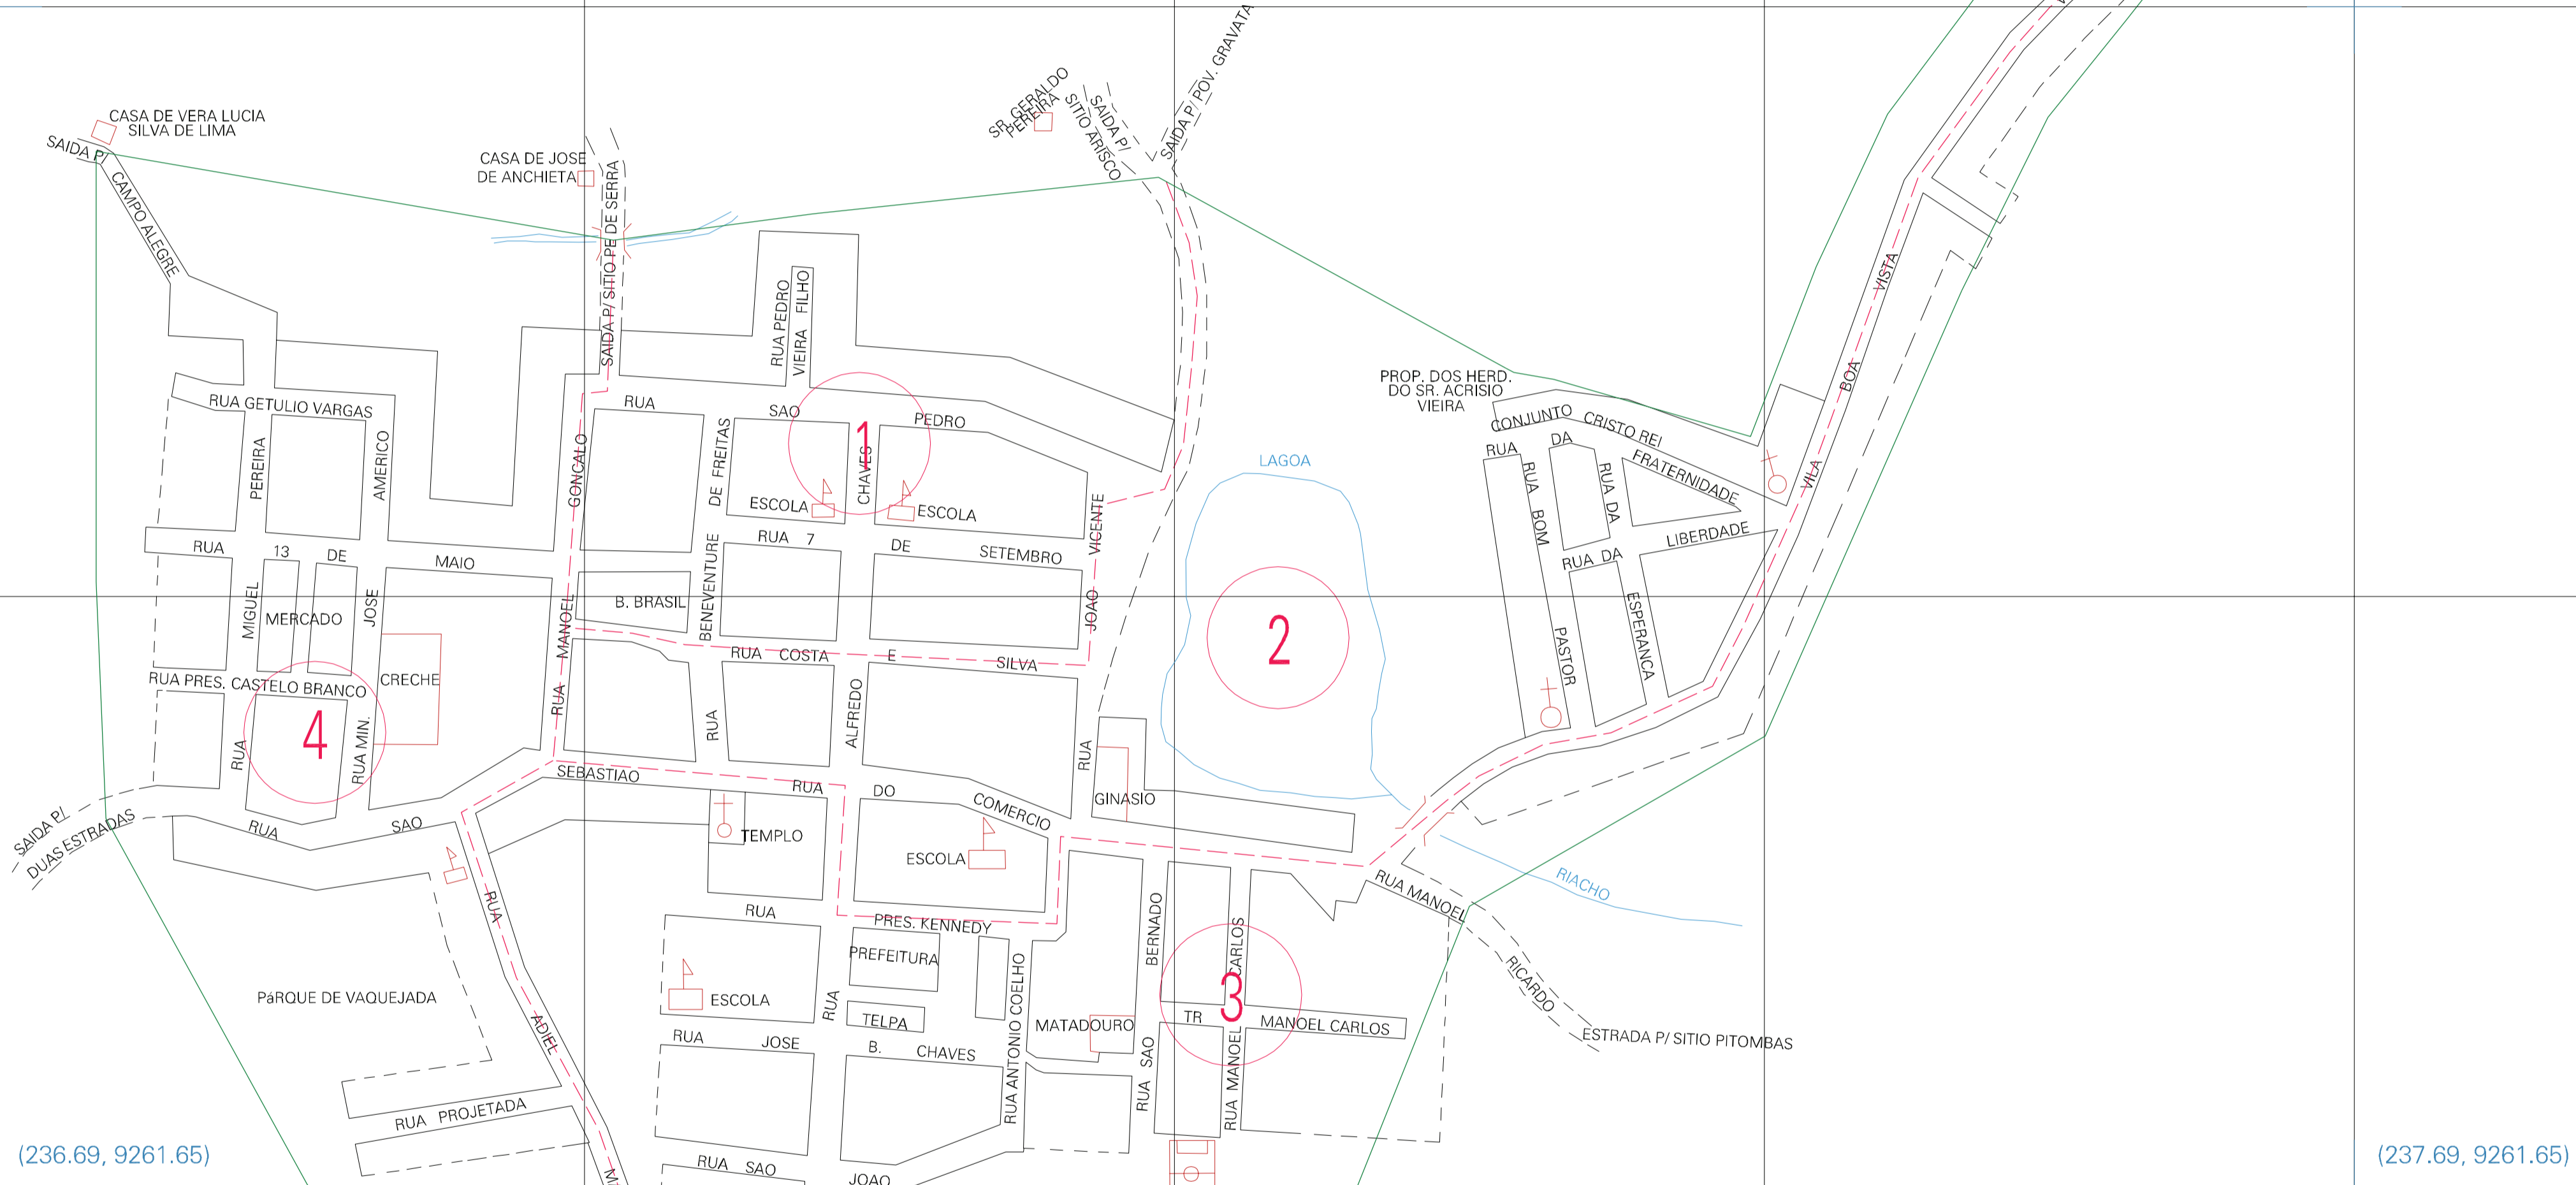 SAIDA P/ POV. GRAVATA
SR. GERALDO
PEREIRA
SAIDA P/
SITIO ARISCO
CASA DE VERA LUCIA
SILVA DE LIMA
SAIDA P/
CAMPO ALEGRE
CASA DE JOSE
DE ANCHIETA
SAIDA P/ SITIO PE DE SERRA
RUA PEDRO
VIEIRA FILHO
VISTA
BOA
VILA
PROP. DOS HERD.
DO SR. ACRISIO
VIEIRA
CONJUNTO CRISTO REI
RUA DA FRATERNIDADE
RUA GETULIO VARGAS
RUA SAO PEDRO
1
LAGOA
RUA BOM PASTOR
RUA DA ESPERANCA
RUA DA LIBERDADE
PEREIRA
MIGUEL
RUA
AMERICO
JOSE
RUA MIN.
GONCALO
MANOEL
RUA
DE FREITAS
BENEVENTURE
RUA
CHAVES
ALFREDO
RUA
VICENTE
JOAO
RUA
ESCOLA
ESCOLA
RUA 7 DE SETEMBRO
RUA 13 DE MAIO
B. BRASIL
MERCADO
2
RUA COSTA E SILVA
RUA PRES. CASTELO BRANCO
CRECHE
4
SEBASTIAO
SAO
RUA
RUA DO COMERCIO
GINASIO
SAIDA P/
DUAS ESTRADAS
TEMPLO
ESCOLA
RUA MANOEL
RICARDO
RIACHO
RUA
ADIEL
RUA PRES. KENNEDY
PREFEITURA
BERNADO
SAO
RUA
RUA MANOEL CARLOS
3
PáRQUE DE VAQUEJADA
ESCOLA
TELPA
RUA ANTONIO COELHO
MATADOURO
TR MANOEL CARLOS
ESTRADA P/ SITIO PITOMBAS
RUA JOSE B. CHAVES
RUA PROJETADA
(236.69, 9261.65)
(237.69, 9261.65)
RUA SAO JOAO